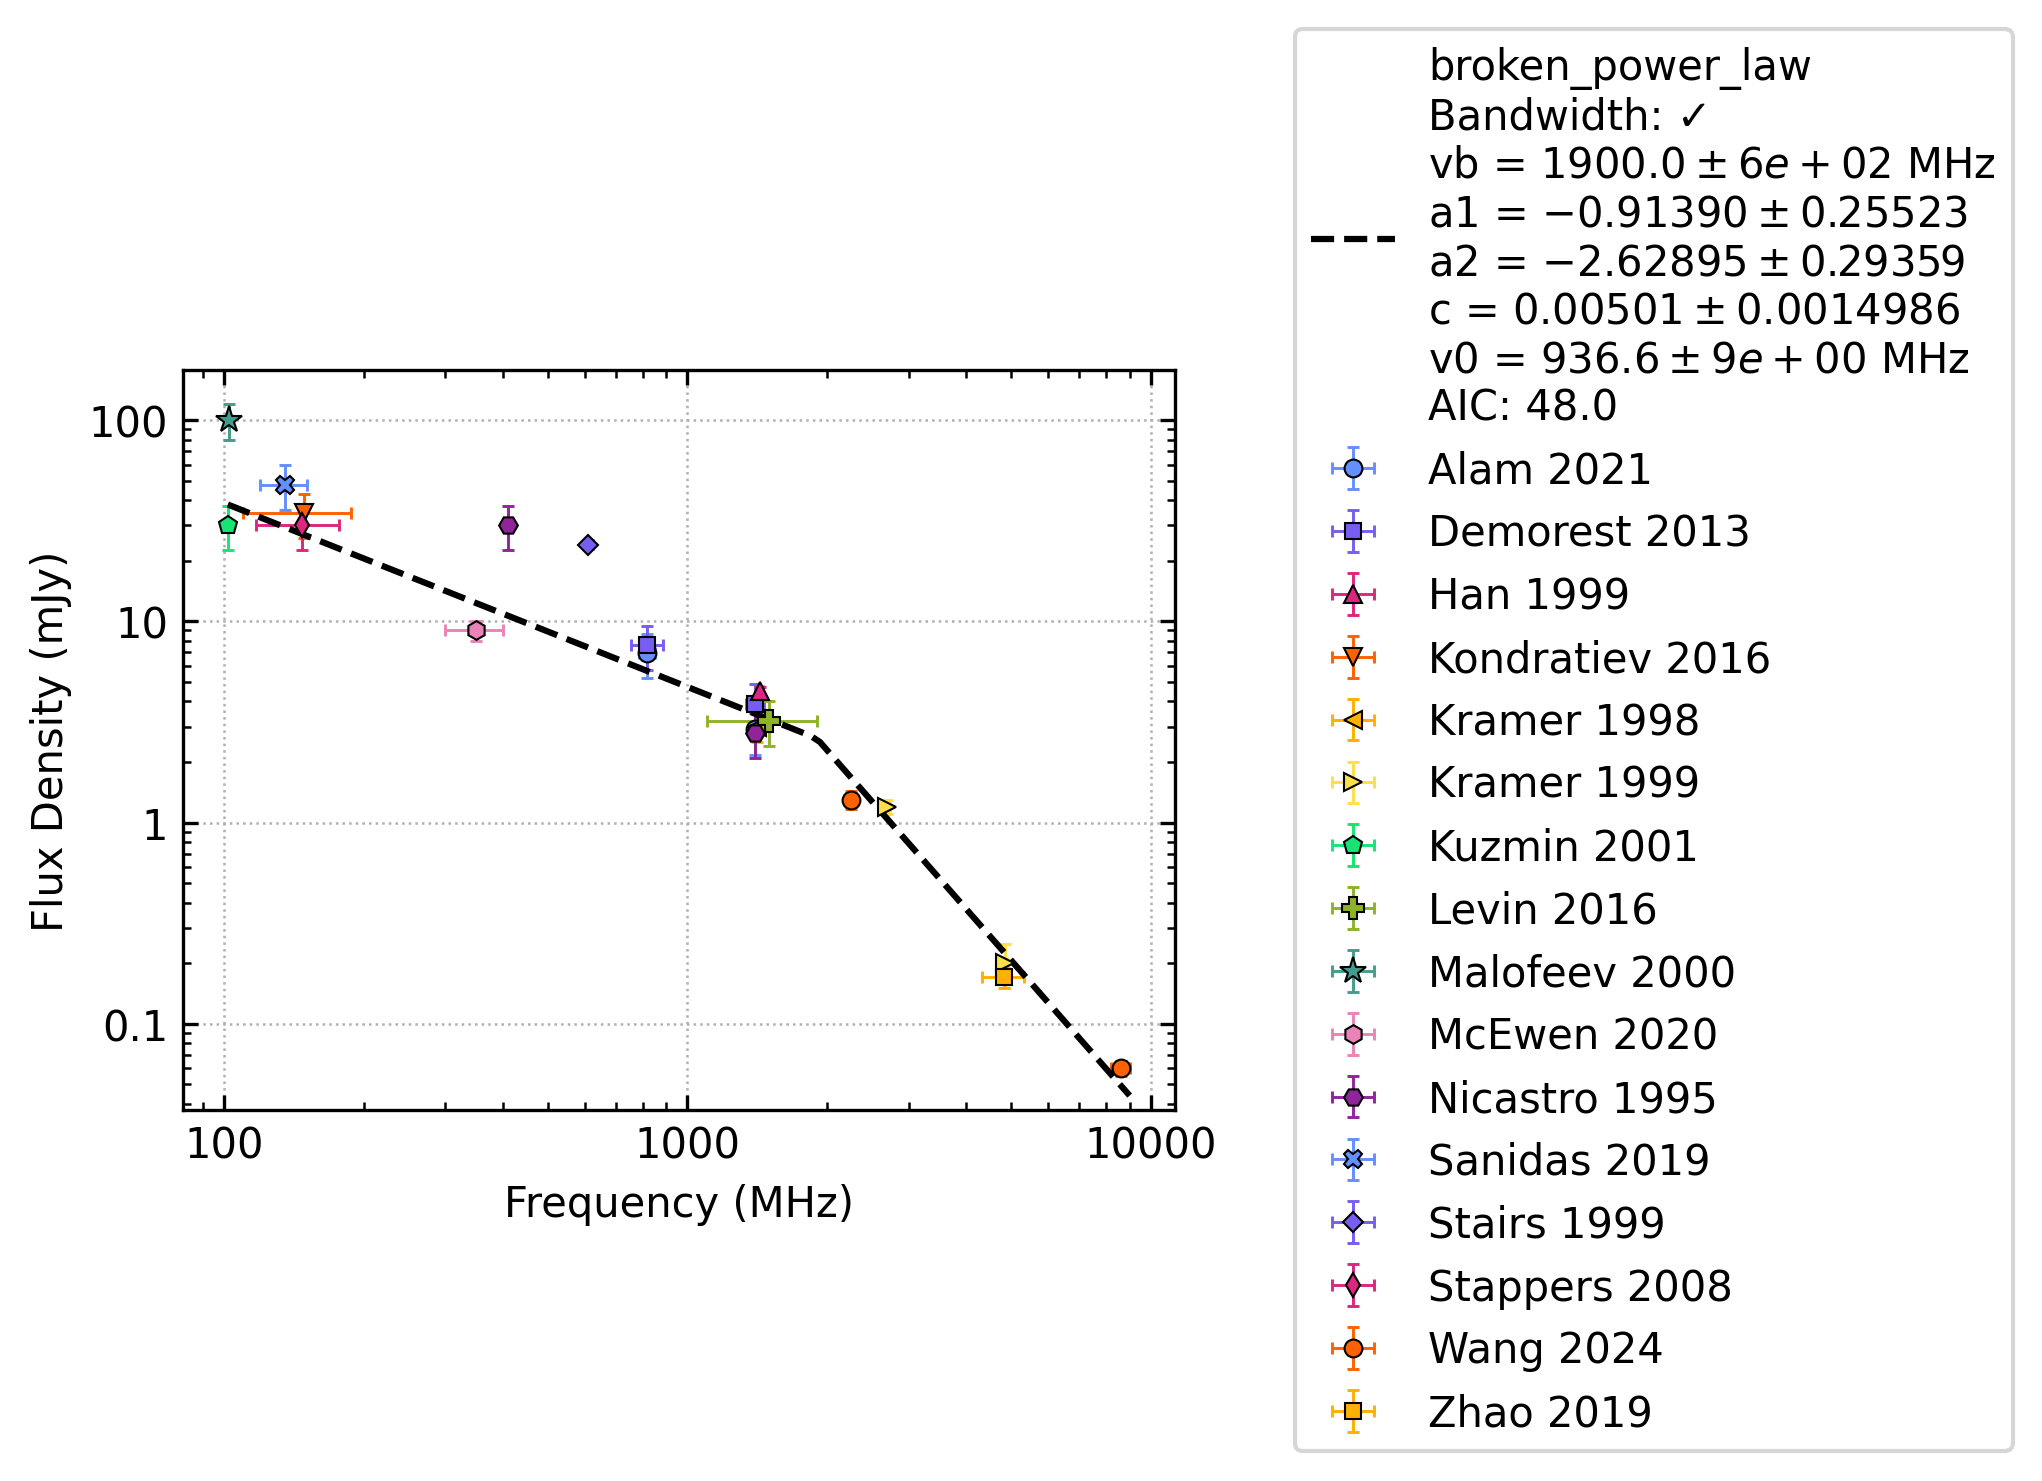 broken_power_law
Bandwidth: ✓
vb = 1900.0 ± 6e + 02 MHz
a1 = −0.91390 ± 0.25523
a2 = −2.62895 ± 0.29359
c = 0.00501 ± 0.0014986
v0 = 936.6 ± 9e + 00 MHz
AIC: 48.0
Alam 2021
Demorest 2013
Han 1999
Kondratiev 2016
Kramer 1998
Kramer 1999
Kuzmin 2001
Levin 2016
Malofeev 2000
McEwen 2020
Nicastro 1995
Sanidas 2019
Stairs 1999
Stappers 2008
Wang 2024
Zhao 2019
Flux Density (mJy)
100
10
1
0.1
100
1000
10000
Frequency (MHz)